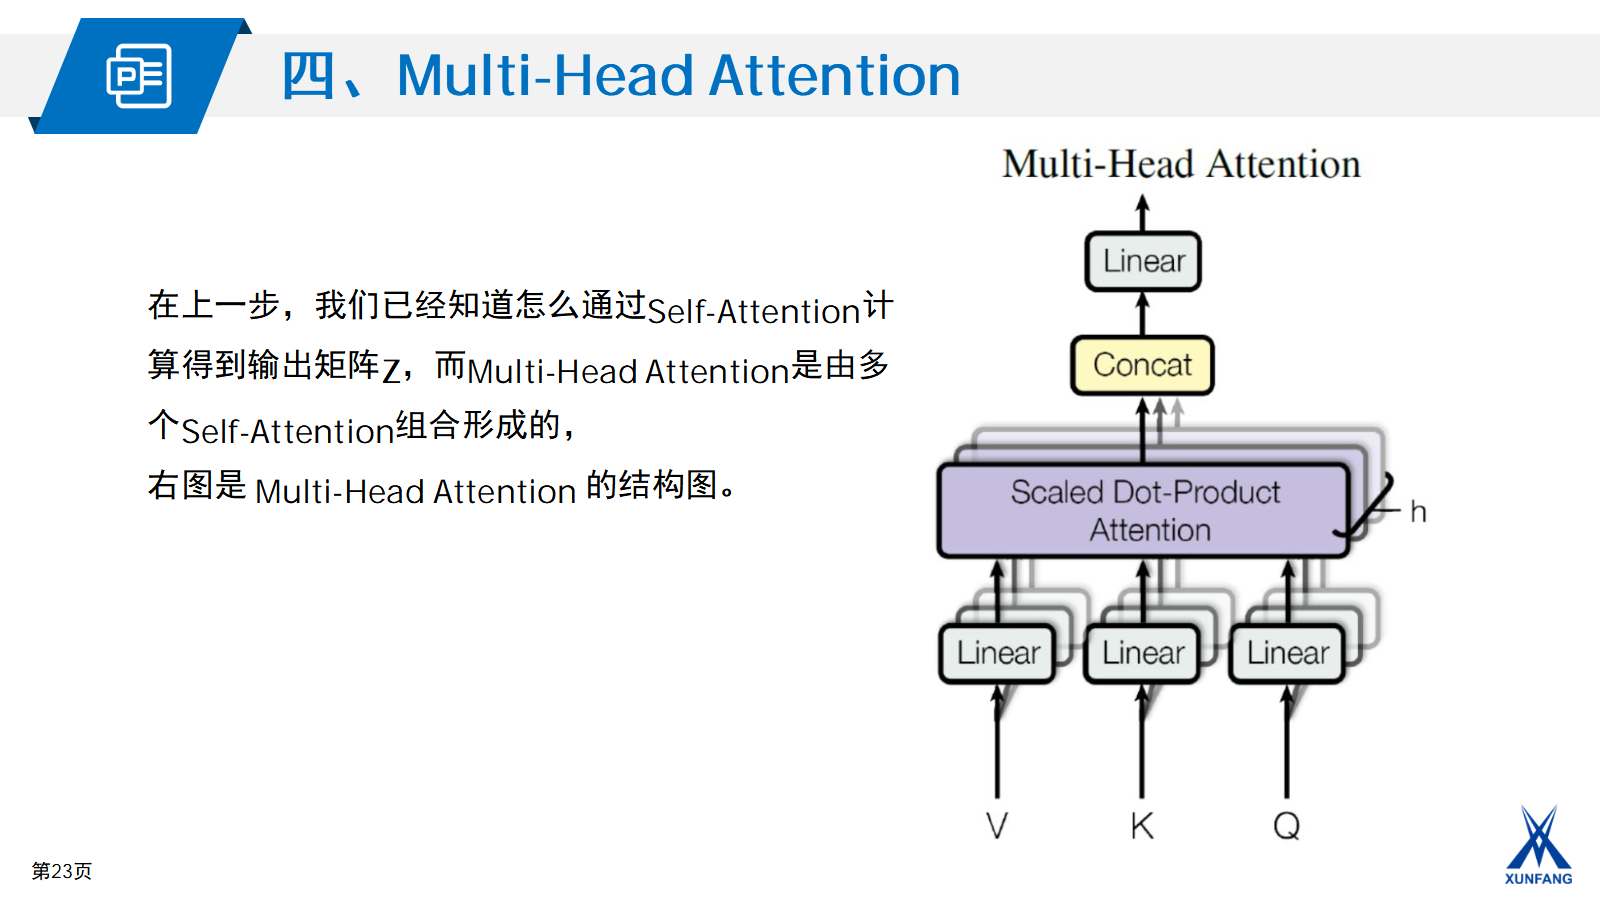 四、Multi-Head Attention
在上一步，我们已经知道怎么通过Self-Attention计
算得到输出矩阵Z，而Multi-Head Attention是由多
个Self-Attention组合形成的，
右图是 Multi-Head Attention 的结构图。
Multi-Head Attention
Linear
Concat
Scaled Dot-Product
Attention
h
Linear
Linear
Linear
V
K
Q
第23页
XUNFANG